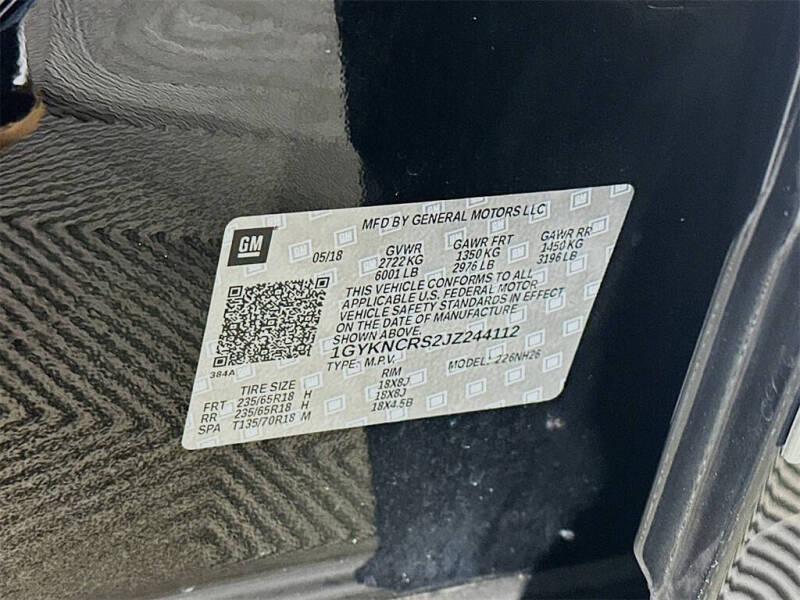 MFD BY GENERAL MOTORS LLC
GM
05/18
GVWR GAWR FRT GAWR RR
2722 KG 1350 KG 1450 KG
6001 LB 2976 LB 3196 LB
THIS VEHICLE CONFORMS TO ALL
APPLICABLE U.S. FEDERAL MOTOR
VEHICLE SAFETY STANDARDS IN EFFECT
ON THE DATE OF MANUFACTURE
SHOWN ABOVE.
1GYKNCRS2JZ244112
384A
TYPE: M.P.V. MODEL: 226NH26
TIRE SIZE RIM
FRT 235/65R18 H 18X8J
RR 235/65R18 H 18X8J
SPA T135/70R18 M 18X4.5B